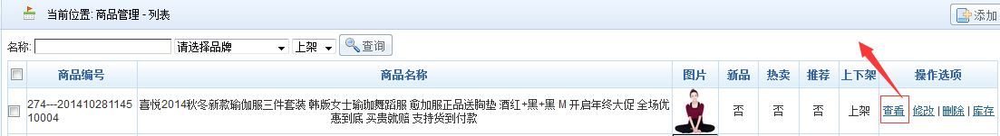 当前位置: 商品管理 - 列表
添加
名称: 请选择品牌 上架 查询
商品编号 商品名称 图片 新品 热卖 推荐 上下架 操作选项
274---201410281145
10004
喜悦2014秋冬新款瑜伽服三件套装 韩版女士瑜珈舞蹈服 愈加服正品送胸垫 酒红+黑+黑 M 开启年终大促 全场优
惠到底 买贵就赔 支持货到付款
否 否 否 上架 查看 修改 | 删除 | 库存